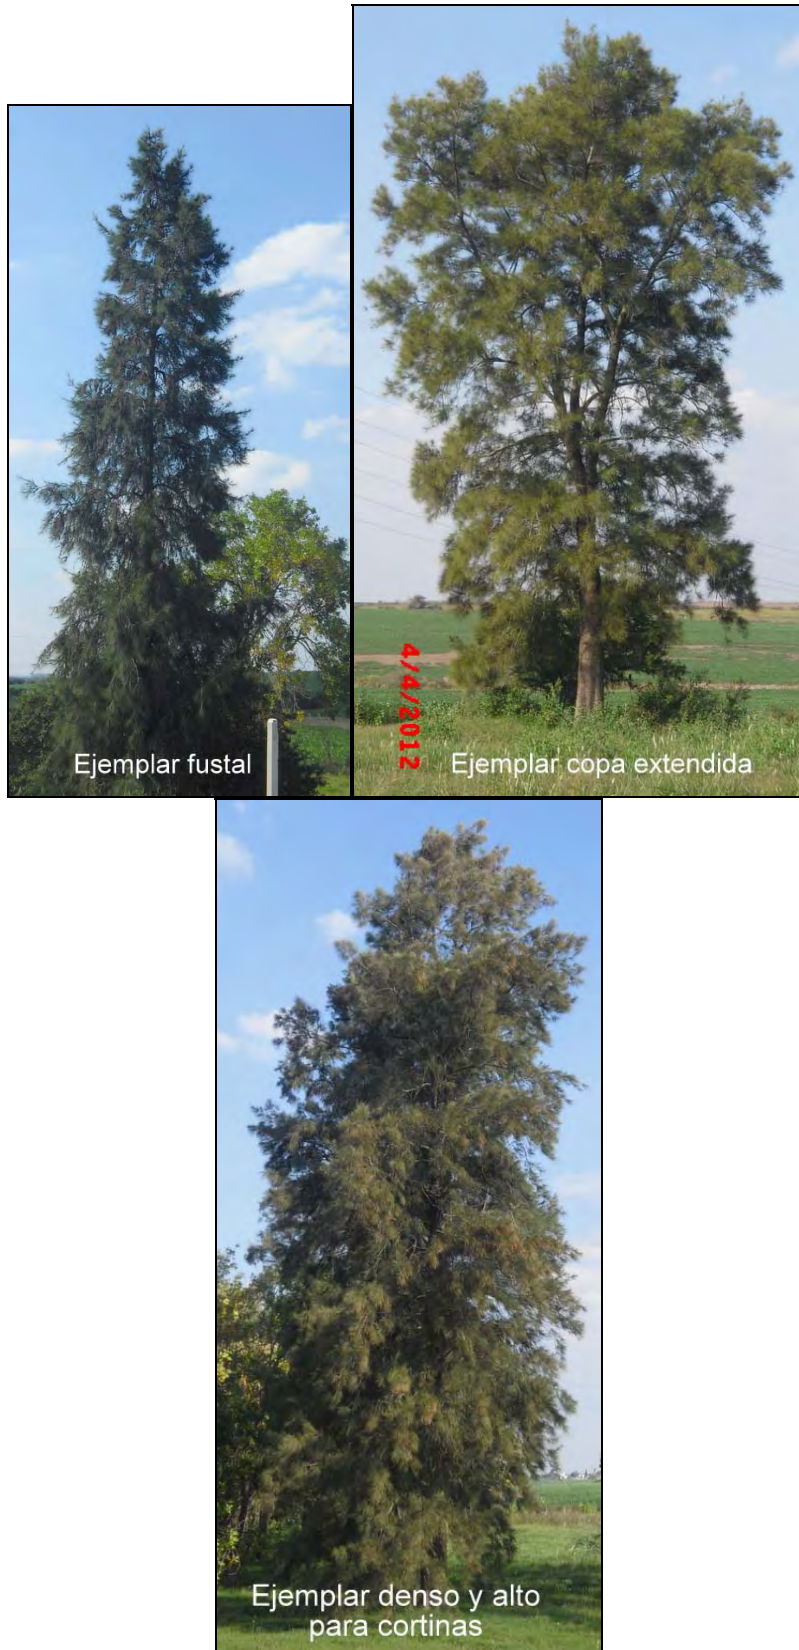 Ejemplar fustal
4/4/2012
Ejemplar copa extendida
Ejemplar denso y alto
para cortinas